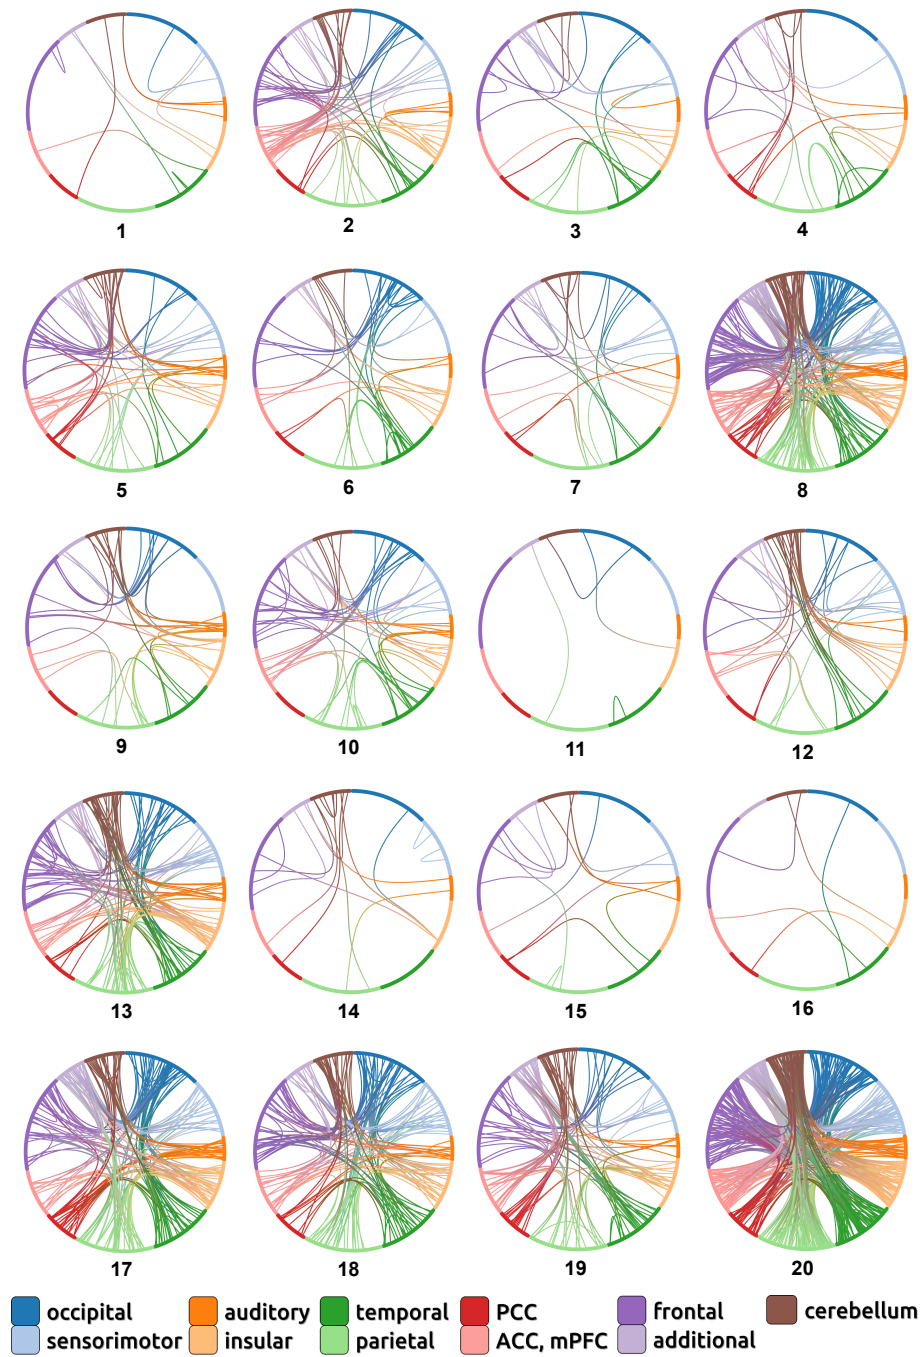 1 2 3 4
5 6 7 8
9 10 11 12
13 14 15 16
17 18 19 20
occipital auditory temporal PCC frontal cerebellum
sensorimotor insular parietal ACC, mPFC additional